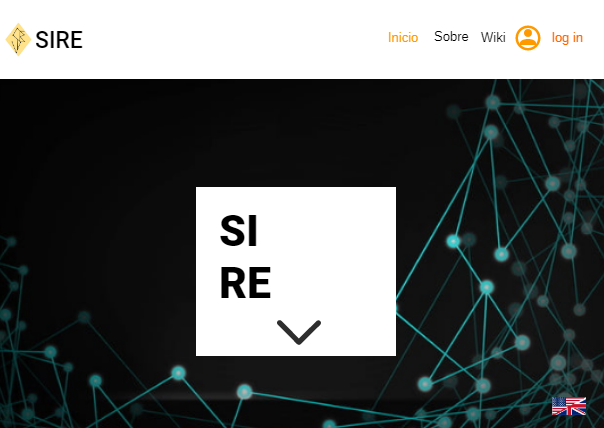 SIRE
Inicio Sobre Wiki log in
SI
RE